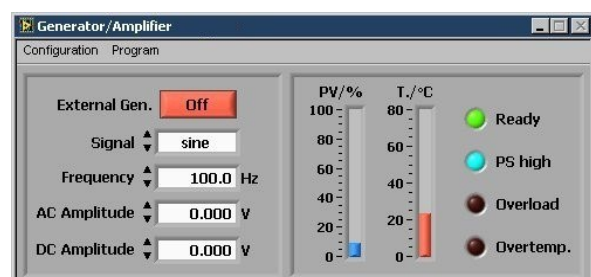 Generator/Amplifier
Configuration Program
External Gen. Off
Signal sine
Frequency 100.0 Hz
AC Amplitude 0.000 V
DC Amplitude 0.000 V
PV/% T./°C
100 80
80
60
60
40
40
20
20
0 0
Ready
PS high
Overload
Overtemp.